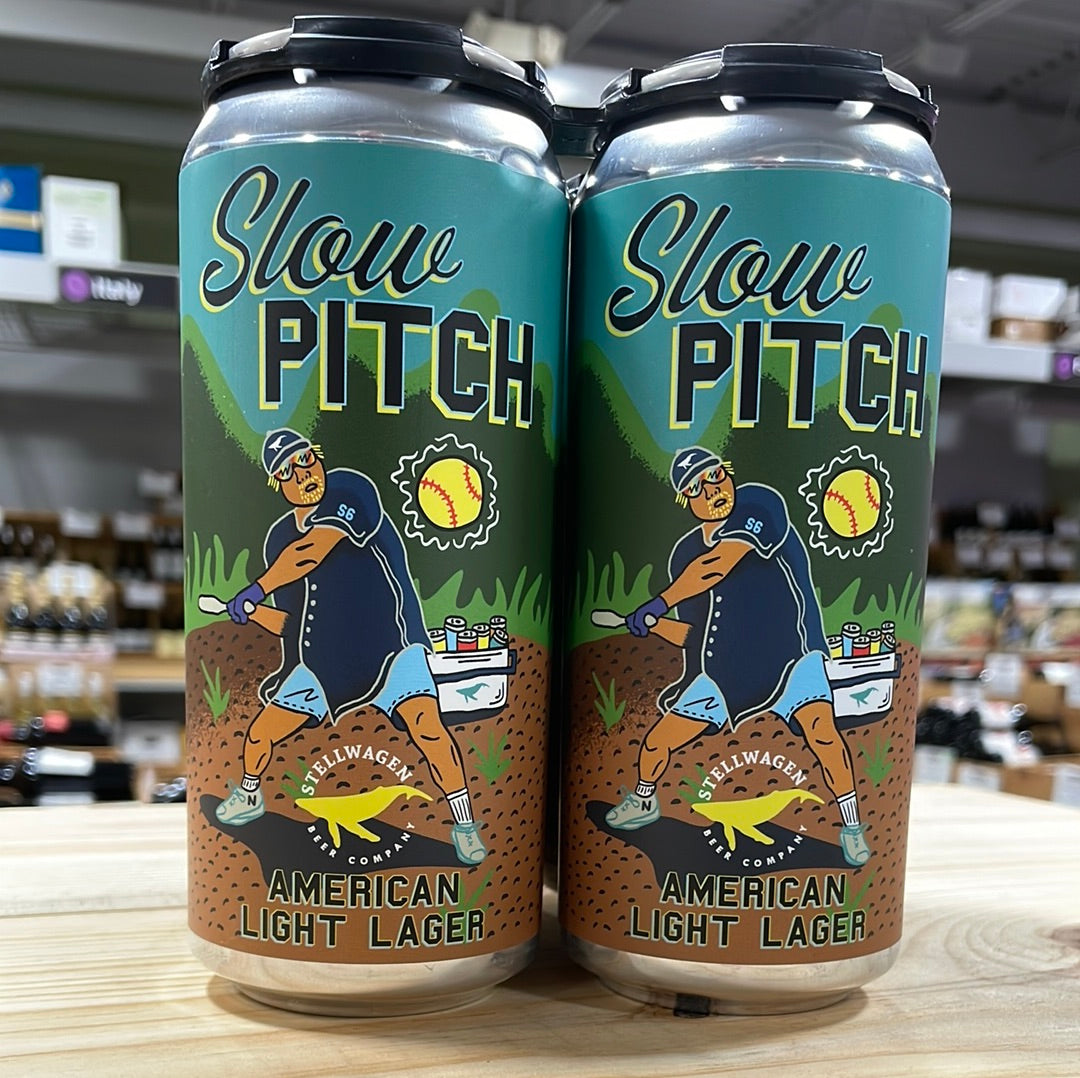 Slow
PITCH
S6
N
STELLWAGEN
BEER COMPANY
AMERICAN
LIGHT LAGER
Slow
PITCH
S6
N
STELLWAGEN
BEER COMPANY
AMERICAN
LIGHT LAGER
Italy